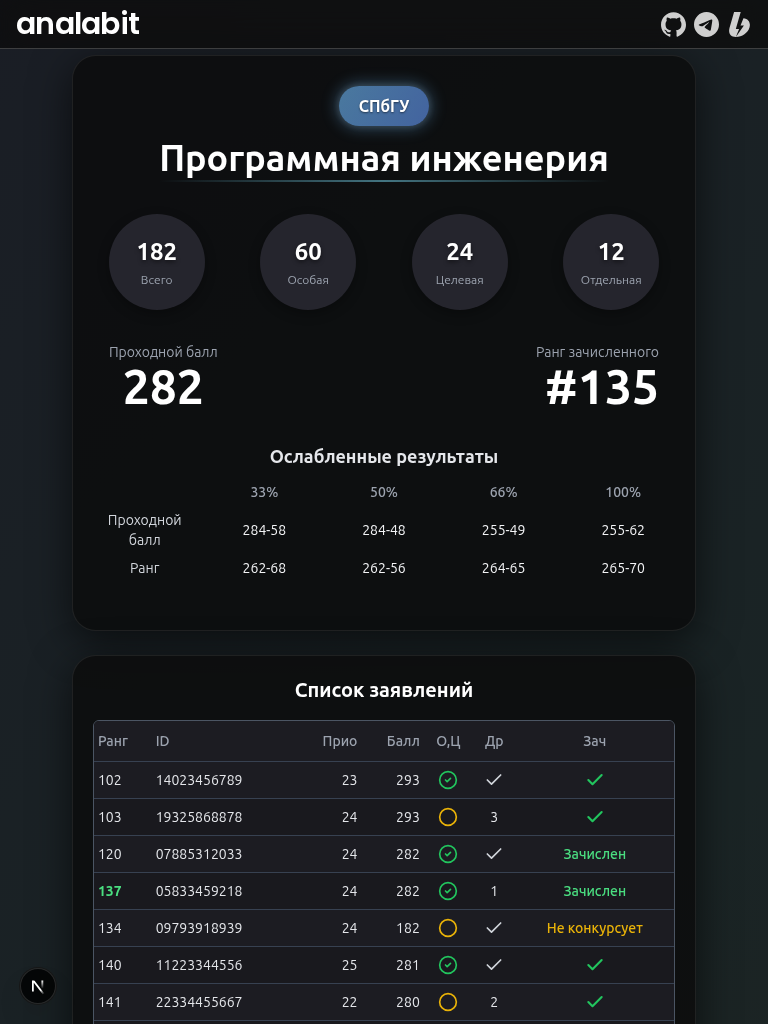 analabit
СПбГУ
Программная инженерия
182 60 24 12
Всего Особая Целевая Отдельная
Проходной балл Ранг зачисленного
282 #135
Ослабленные результаты
33% 50% 66% 100%
Проходной
балл 284-58 284-48 255-49 255-62
Ранг 262-68 262-56 264-65 265-70
Список заявлений
Ранг ID Прио Балл О,Ц Др Зач
102 14023456789 23 293
103 19325868878 24 293 3
120 07885312033 24 282 Зачислен
137 05833459218 24 282 1 Зачислен
134 09793918939 24 182 Не конкурсует
140 11223344556 25 281
141 22334455667 22 280 2
N